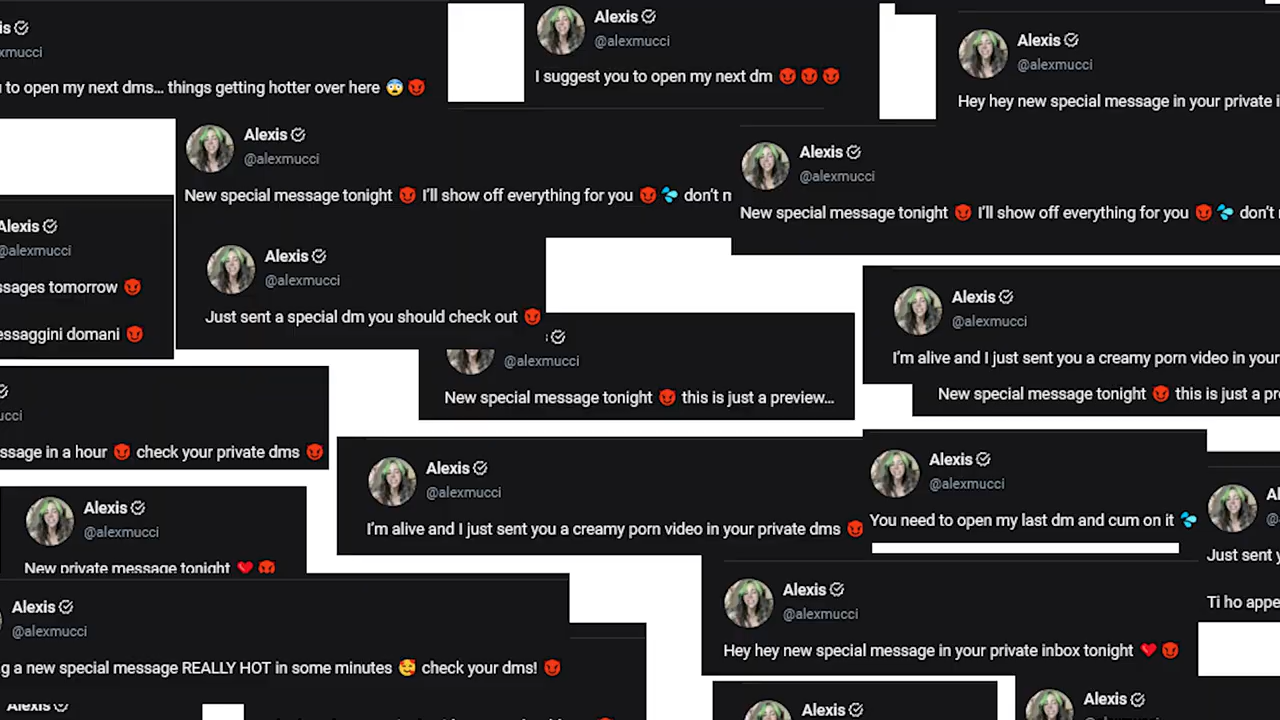 is
xmucci
u to open my next dms... things getting hotter over here 😨 😈
Alexis
@alexmucci
I suggest you to open my next dm 😈 😈 😈
Alexis
@alexmucci
Hey hey new special message in your private i
Alexis
@alexmucci
New special message tonight 😈 I'll show off everything for you 😈 💦 don't n
Alexis
@alexmucci
New special message tonight 😈 I'll show off everything for you 😈 💦 don't
Alexis
@alexmucci
ssages tomorrow 😈
essaggini domani 😈
Alexis
@alexmucci
Just sent a special dm you should check out 😈
@alexmucci
New special message tonight 😈 this is just a preview...
Alexis
@alexmucci
I'm alive and I just sent you a creamy porn video in your
New special message tonight 😈 this is just a pre
ucci
ssage in a hour 😈 check your private dms 😈
Alexis
@alexmucci
I'm alive and I just sent you a creamy porn video in your private dms 😈
Alexis
@alexmucci
You need to open my last dm and cum on it 💦
Al
@
Just sent y
Ti ho appe
Alexis
@alexmucci
New private message tonight ❤️ 😈
Alexis
@alexmucci
g a new special message REALLY HOT in some minutes 🥰 check your dms! 😈
Alexis
@alexmucci
Hey hey new special message in your private inbox tonight ❤️ 😈
Alexis
Alexis
Alexis